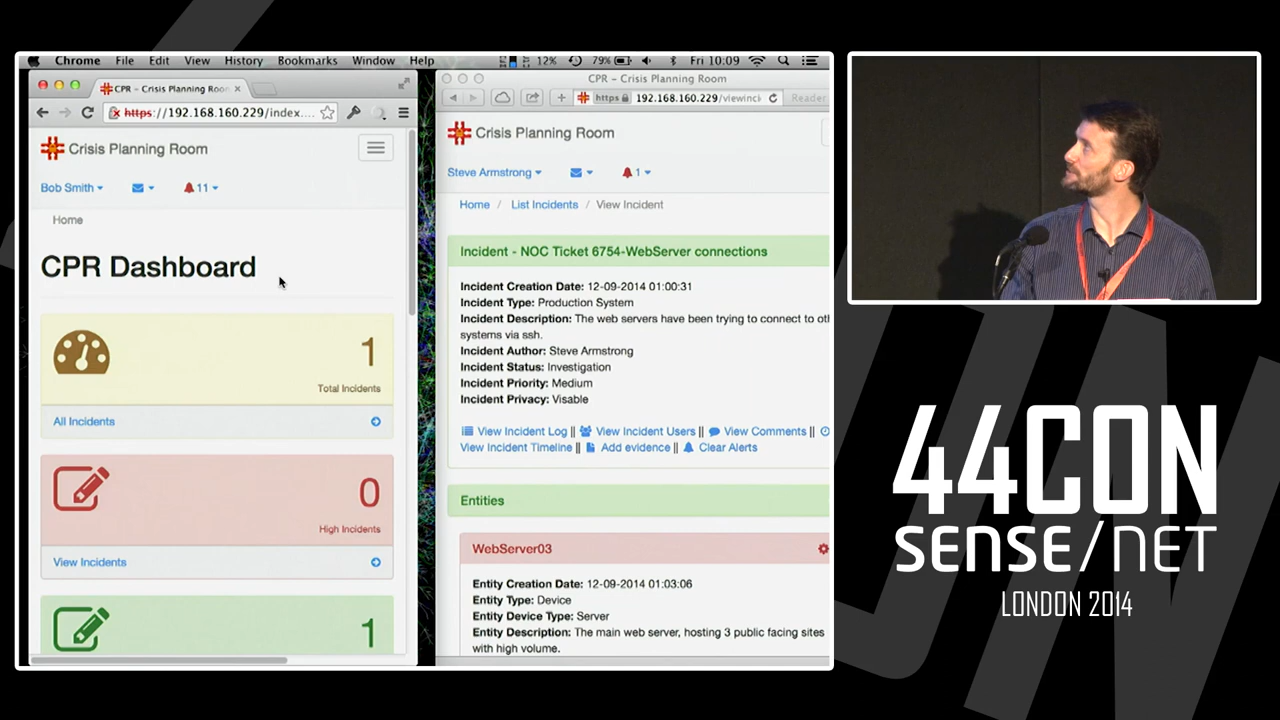 Chrome File Edit View History Bookmarks Window Help 12% 79% Fri 10:09
CPR – Crisis Planning Roo
https://192.168.160.229/index....
Crisis Planning Room
Bob Smith
11
Home
CPR Dashboard
1
Total Incidents
All Incidents
0
High Incidents
View Incidents
1
CPR – Crisis Planning Room
https 192.168.160.229/viewinci Reader
Crisis Planning Room
Steve Armstrong
1
Home / List Incidents / View Incident
Incident - NOC Ticket 6754-WebServer connections
Incident Creation Date: 12-09-2014 01:00:31
Incident Type: Production System
Incident Description: The web servers have been trying to connect to oth
systems via ssh.
Incident Author: Steve Armstrong
Incident Status: Investigation
Incident Priority: Medium
Incident Privacy: Visable
View Incident Log || View Incident Users || View Comments ||
View Incident Timeline || Add evidence || Clear Alerts
Entities
WebServer03
Entity Creation Date: 12-09-2014 01:03:06
Entity Type: Device
Entity Device Type: Server
Entity Description: The main web server, hosting 3 public facing sites
with high volume.
44CON
SENSE/NET
LONDON 2014